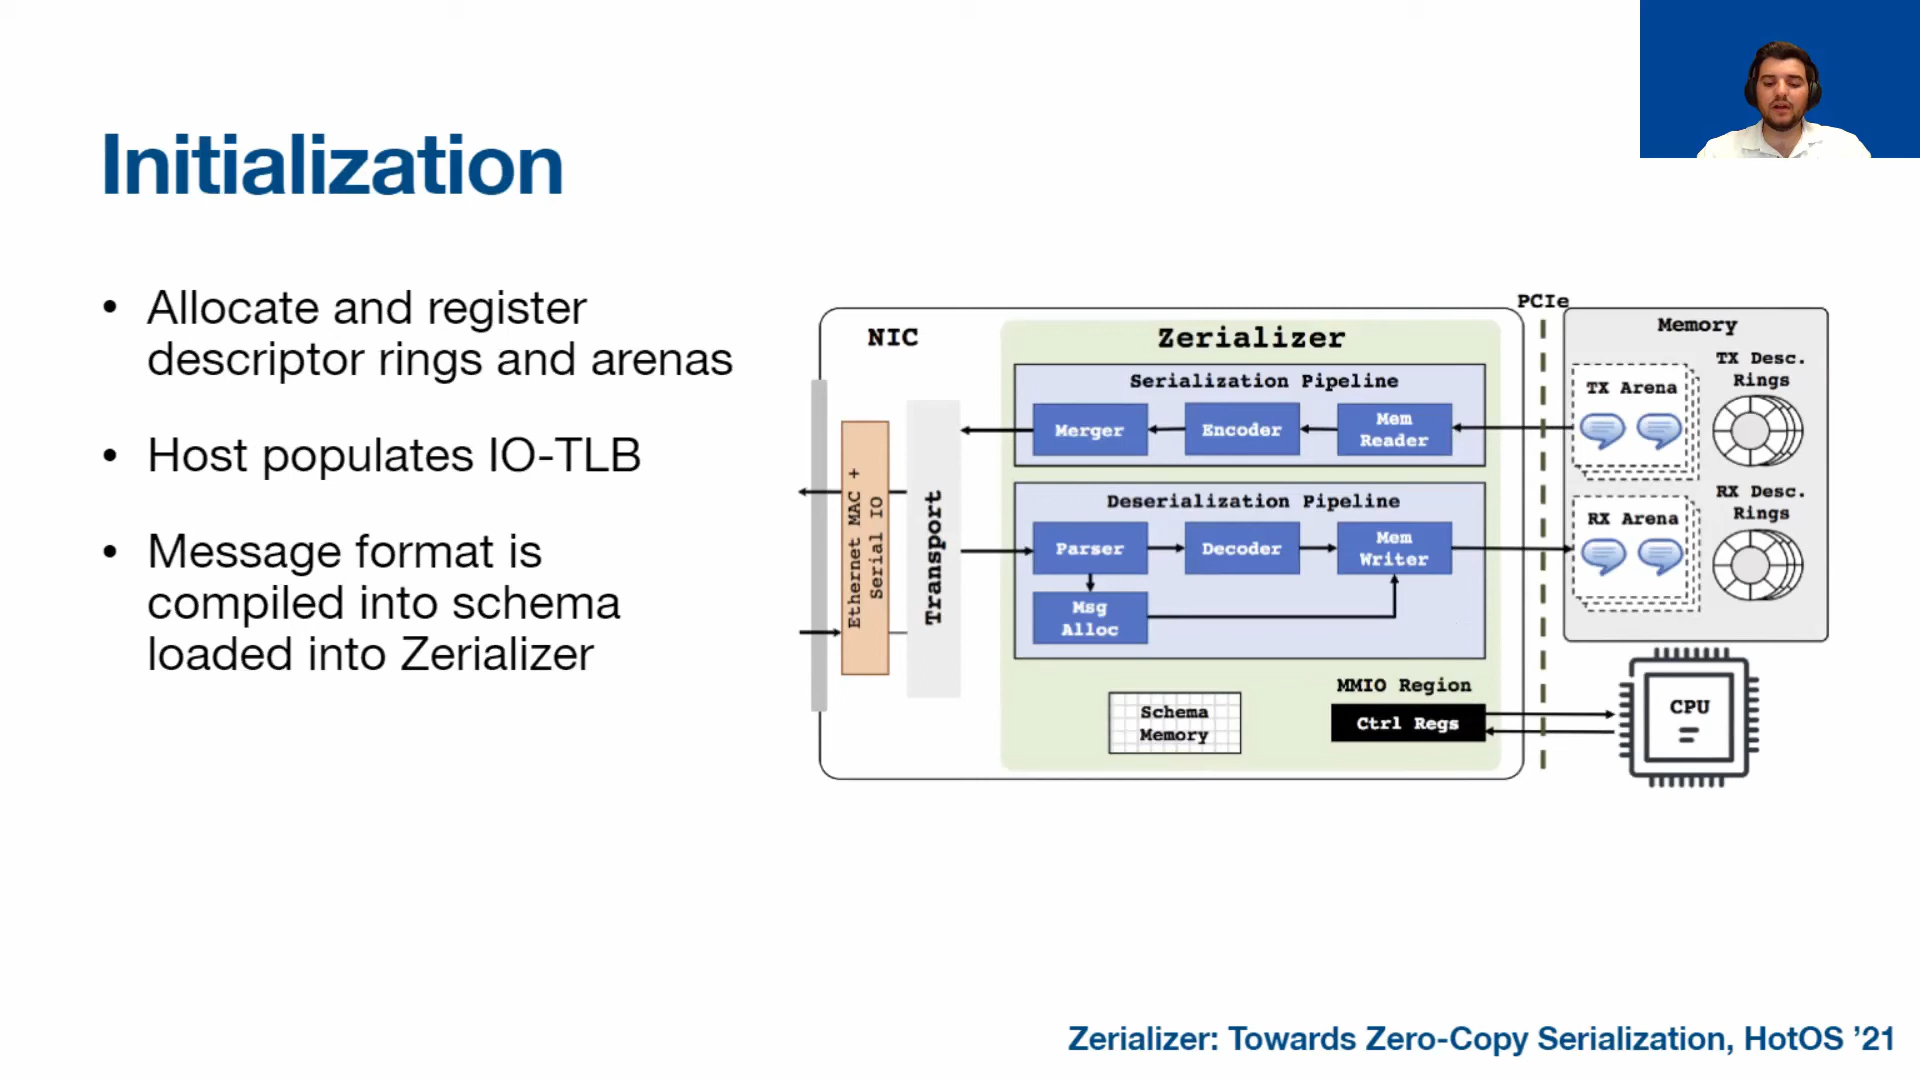 Initialization
• Allocate and register
descriptor rings and arenas
• Host populates IO-TLB
• Message format is
compiled into schema
loaded into Zerializer
NIC
Zerializer
PCIe
Serialization Pipeline
Merger
Encoder
Mem
Reader
Deserialization Pipeline
Parser
Decoder
Mem
Writer
Msg
Alloc
Ethernet MAC +
Serial IO
Transport
Schema
Memory
MMIO Region
Ctrl Regs
Memory
TX Arena
TX Desc.
Rings
RX Arena
RX Desc.
Rings
CPU
Zerializer: Towards Zero-Copy Serialization, HotOS ’21